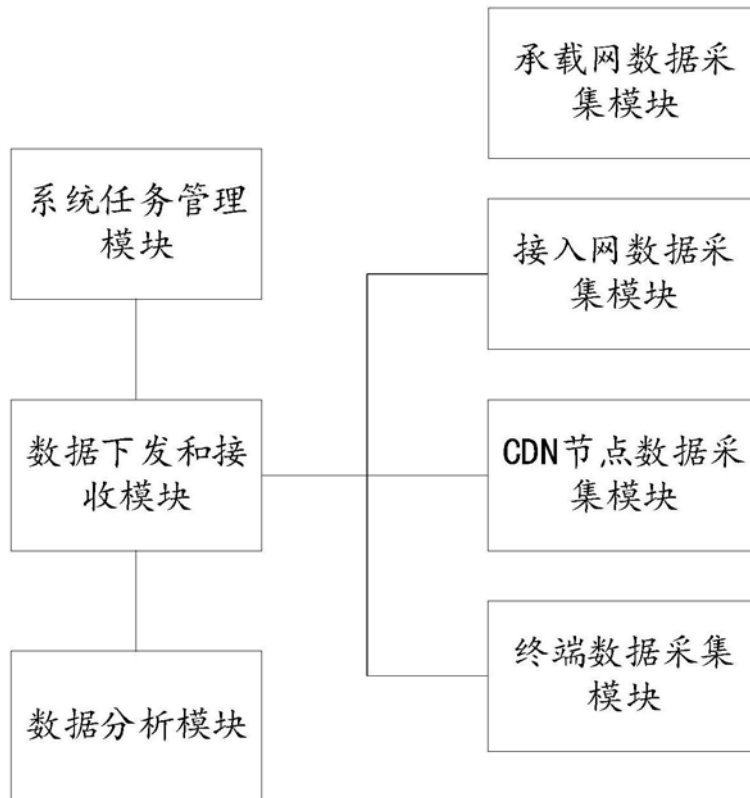 承载网数据采
集模块
系统任务管理
模块
接入网数据采
集模块
数据下发和接
收模块
CDN节点数据采
集模块
终端数据采集
模块
数据分析模块